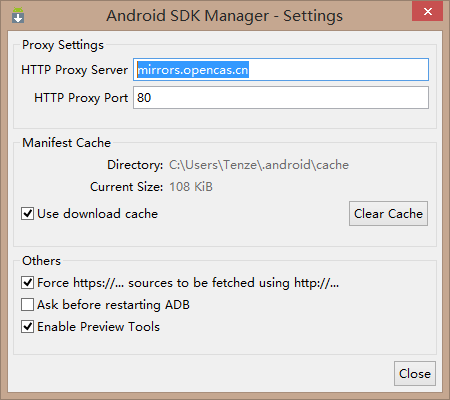 Android SDK Manager - Settings
Proxy Settings
HTTP Proxy Server mirrors.opencas.cn
HTTP Proxy Port 80
Manifest Cache
Directory: C:\Users\Tenze\.android\cache
Current Size: 108 KiB
Use download cache Clear Cache
Others
Force https://... sources to be fetched using http://...
Ask before restarting ADB
Enable Preview Tools
Close